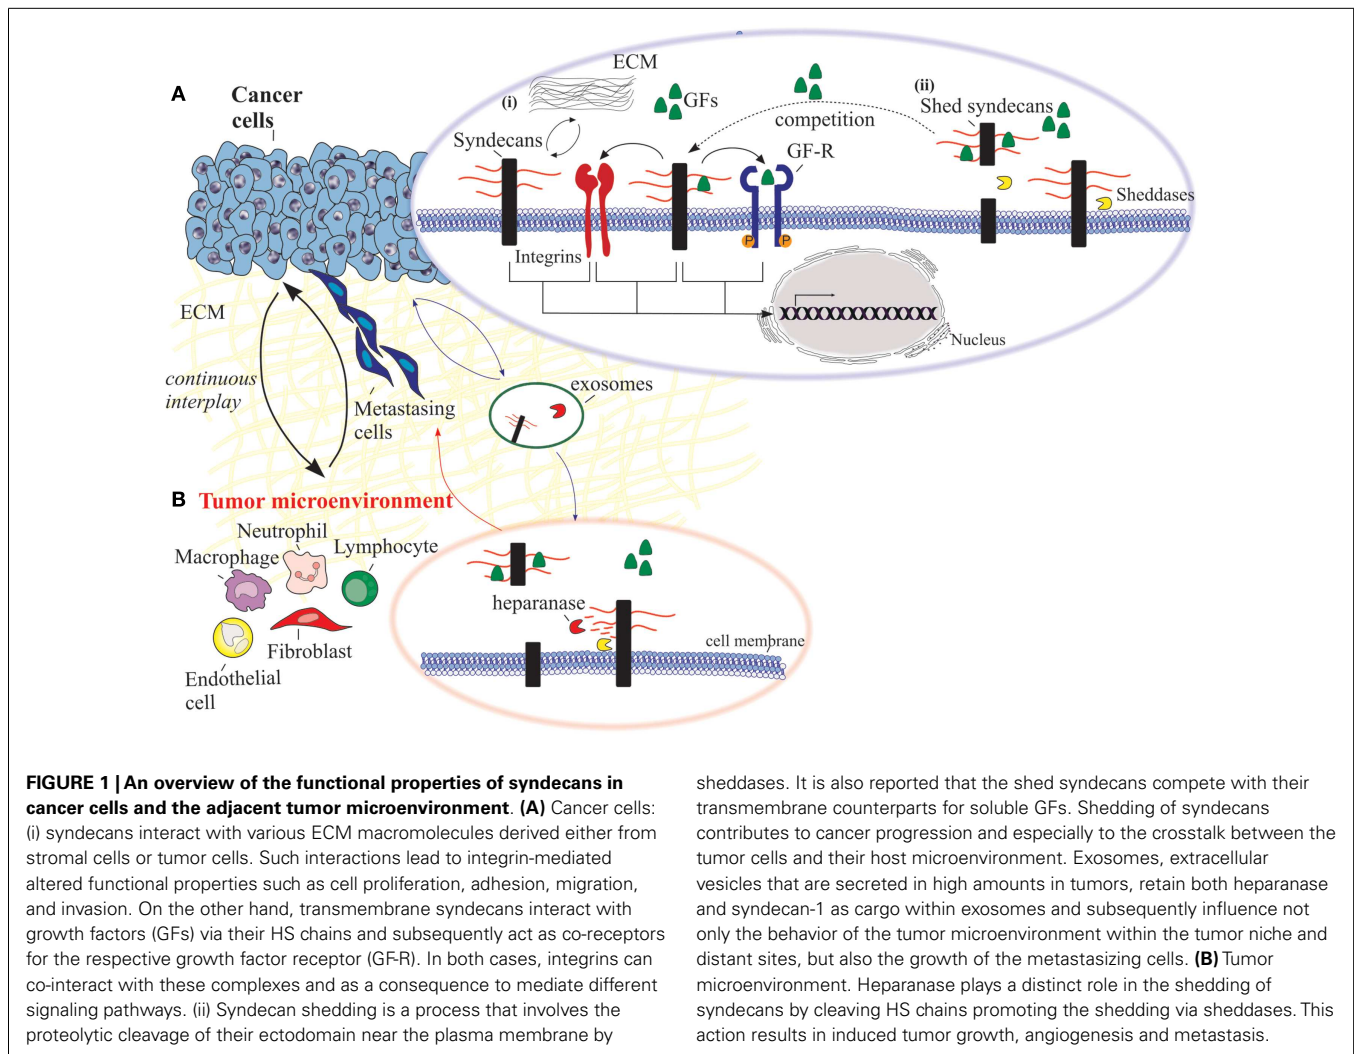 A
Cancer
cells
ECM
(i)
GFs
(ii)
Shed syndecans
competition
Syndecans
GF-R
Sheddases
P
P
Integrins
Nucleus
ECM
continuous
interplay
Metastasing
cells
exosomes
B Tumor microenvironment
Neutrophil
Macrophage
Lymphocyte
Fibroblast
Endothelial
cell
heparanase
cell membrane
FIGURE 1 | An overview of the functional properties of syndecans in
cancer cells and the adjacent tumor microenvironment. (A) Cancer cells:
(i) syndecans interact with various ECM macromolecules derived either from
stromal cells or tumor cells. Such interactions lead to integrin-mediated
altered functional properties such as cell proliferation, adhesion, migration,
and invasion. On the other hand, transmembrane syndecans interact with
growth factors (GFs) via their HS chains and subsequently act as co-receptors
for the respective growth factor receptor (GF-R). In both cases, integrins can
co-interact with these complexes and as a consequence to mediate different
signaling pathways. (ii) Syndecan shedding is a process that involves the
proteolytic cleavage of their ectodomain near the plasma membrane by
sheddases. It is also reported that the shed syndecans compete with their
transmembrane counterparts for soluble GFs. Shedding of syndecans
contributes to cancer progression and especially to the crosstalk between the
tumor cells and their host microenvironment. Exosomes, extracellular
vesicles that are secreted in high amounts in tumors, retain both heparanase
and syndecan-1 as cargo within exosomes and subsequently influence not
only the behavior of the tumor microenvironment within the tumor niche and
distant sites, but also the growth of the metastasizing cells. (B) Tumor
microenvironment. Heparanase plays a distinct role in the shedding of
syndecans by cleaving HS chains promoting the shedding via sheddases. This
action results in induced tumor growth, angiogenesis and metastasis.